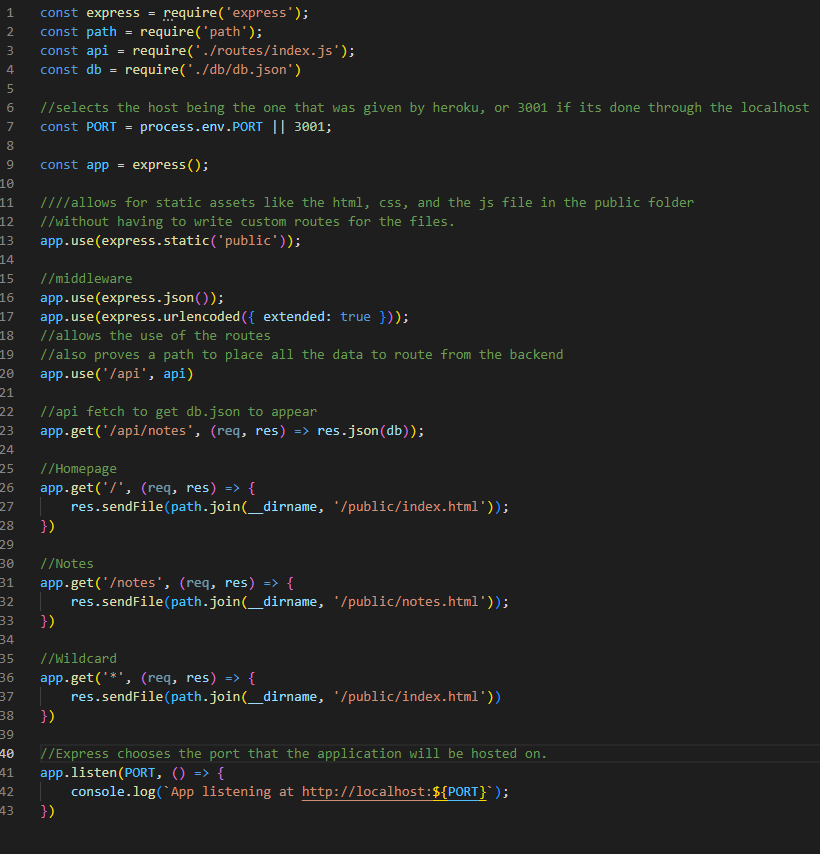 1 const express = require('express');
2 const path = require('path');
3 const api = require('./routes/index.js');
4 const db = require('./db/db.json')
5
6 //selects the host being the one that was given by heroku, or 3001 if its done through the localhost
7 const PORT = process.env.PORT || 3001;
8
9 const app = express();
10
11 ////allows for static assets like the html, css, and the js file in the public folder
12 //without having to write custom routes for the files.
13 app.use(express.static('public'));
14
15 //middleware
16 app.use(express.json());
17 app.use(express.urlencoded({ extended: true }));
18 //allows the use of the routes
19 //also proves a path to place all the data to route from the backend
20 app.use('/api', api)
21
22 //api fetch to get db.json to appear
23 app.get('/api/notes', (req, res) => res.json(db));
24
25 //Homepage
26 app.get('/', (req, res) => {
27     res.sendFile(path.join(__dirname, '/public/index.html'));
28 })
29
30 //Notes
31 app.get('/notes', (req, res) => {
32     res.sendFile(path.join(__dirname, '/public/notes.html'));
33 })
34
35 //Wildcard
36 app.get('*', (req, res) => {
37     res.sendFile(path.join(__dirname, '/public/index.html'))
38 })
39
40 //Express chooses the port that the application will be hosted on.
41 app.listen(PORT, () => {
42     console.log(`App listening at http://localhost:${PORT}`);
43 })